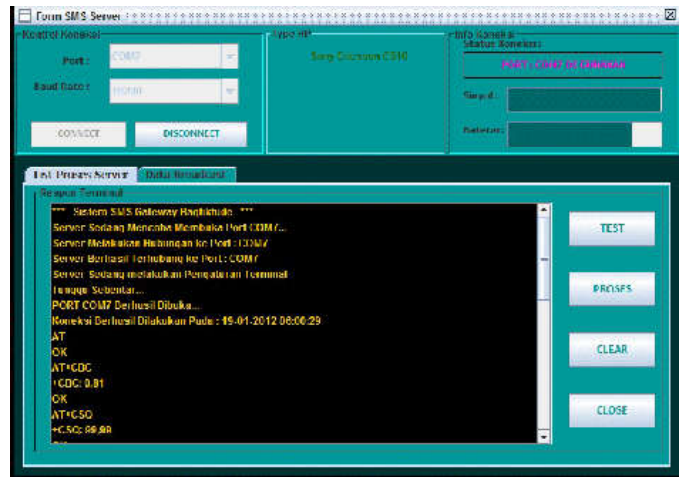 Form SMS Server
Kontrol Koneksi
Type HP
Info Koneksi
Status Koneksi:
Port :
COM7
Sony Ericsson
Baud Rate :
Sinyal :
Baterai:
CONNECT
DISCONNECT
List Proses Server
Data Broadcast
Respon Terminal
*** Sistem SMS Gateway ***
Server Sedang Mencoba Membuka Port COM7...
Server Melakukan Hubungan ke Port : COM7
Server Berhasil Terhubung ke Port : COM7
Server Sedang melakukan Pengaturan Terminal
Tunggu Sebentar...
PORT COM7 Berhasil Dibuka...
Koneksi Berhasil Dilakukan Pada : 19-01-2012 06:00:29
AT
OK
AT+CBC
+CBC: 0,81
OK
AT+CSQ
+CSQ: 99,99
OK
TEST
PROSES
CLEAR
CLOSE